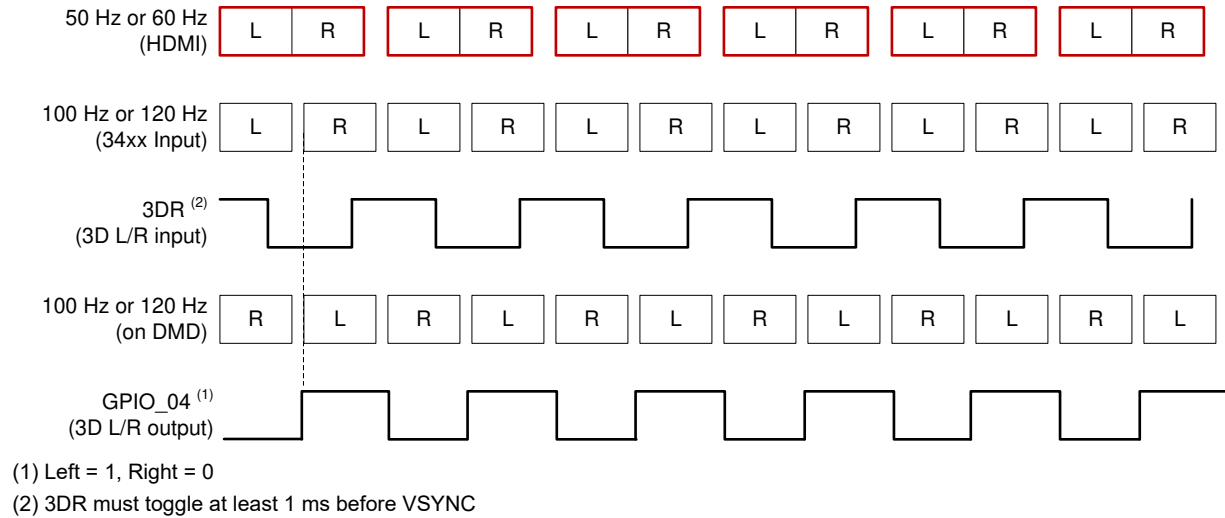 50 Hz or 60 Hz
(HDMI)
L R L R L R L R L R L R
100 Hz or 120 Hz
(34xx Input)
L R L R L R L R L R L R
3DR (2)
(3D L/R input)
100 Hz or 120 Hz
(on DMD)
R L R L R L R L R L R L
GPIO_04 (1)
(3D L/R output)
(1) Left = 1, Right = 0
(2) 3DR must toggle at least 1 ms before VSYNC